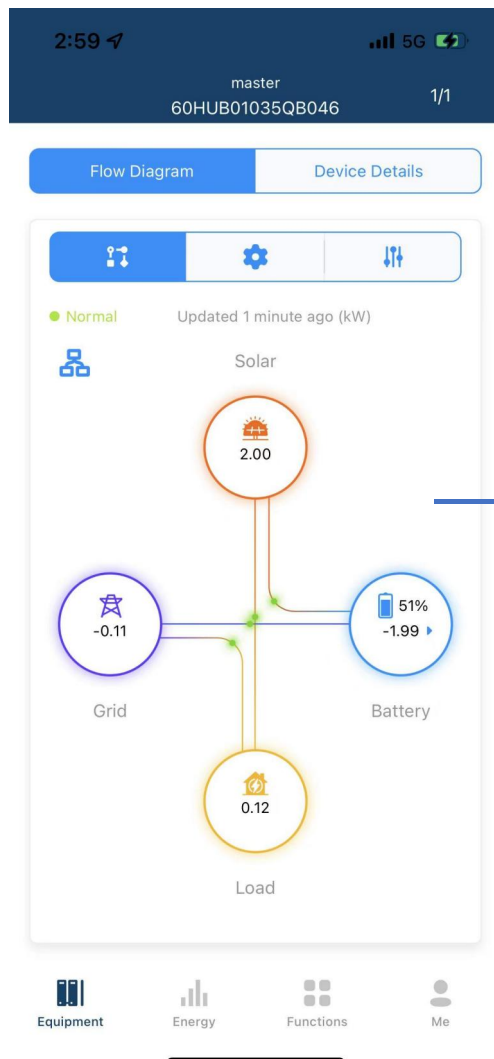 2:59
5G
master
60HUB01035QB046
1/1
Flow Diagram
Device Details
Normal
Updated 1 minute ago (kW)
Solar
2.00
-0.11
51%
-1.99
Grid
Battery
0.12
Load
Equipment
Energy
Functions
Me